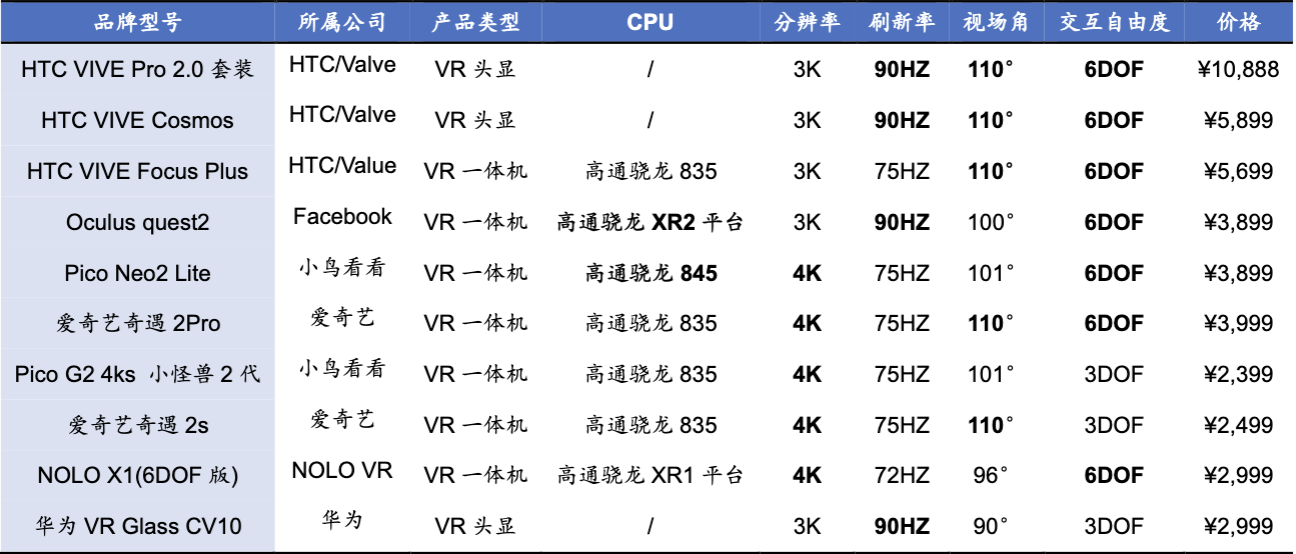 品牌型号 所属公司 产品类型 CPU 分辨率 刷新率 视场角 交互自由度 价格
HTC VIVE Pro 2.0 套装 HTC/Valve VR 头显 / 3K 90HZ 110° 6DOF ¥10,888
HTC VIVE Cosmos HTC/Valve VR 头显 / 3K 90HZ 110° 6DOF ¥5,899
HTC VIVE Focus Plus HTC/Value VR 一体机 高通骁龙 835 3K 75HZ 110° 6DOF ¥5,699
Oculus quest2 Facebook VR 一体机 高通骁龙 XR2 平台 3K 90HZ 100° 6DOF ¥3,899
Pico Neo2 Lite 小鸟看看 VR 一体机 高通骁龙 845 4K 75HZ 101° 6DOF ¥3,899
爱奇艺奇遇 2Pro 爱奇艺 VR 一体机 高通骁龙 835 4K 75HZ 110° 6DOF ¥3,999
Pico G2 4ks 小怪兽 2 代 小鸟看看 VR 一体机 高通骁龙 835 4K 75HZ 101° 3DOF ¥2,399
爱奇艺奇遇 2s 爱奇艺 VR 一体机 高通骁龙 835 4K 75HZ 110° 3DOF ¥2,499
NOLO X1(6DOF 版) NOLO VR VR 一体机 高通骁龙 XR1 平台 4K 72HZ 96° 6DOF ¥2,999
华为 VR Glass CV10 华为 VR 头显 / 3K 90HZ 90° 3DOF ¥2,999